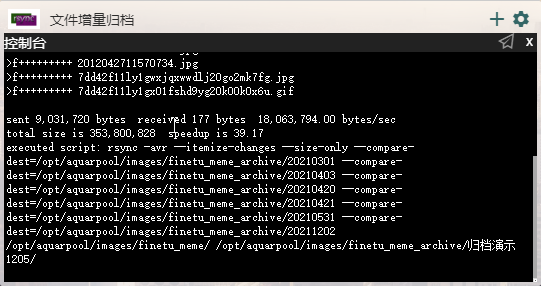 rsync 文件增量归档
控制台 X
>f+++++++++ 2012042711570734.jpg
>f+++++++++ 7dd42f11ly1gwxjqxwwdlj20go2mk7fg.jpg
>f+++++++++ 7dd42f11ly1gx01fshd9yg20k00k0x6u.gif
sent 9,031,720 bytes  received 177 bytes  18,063,794.00 bytes/sec
total size is 353,800,828  speedup is 39.17
executed script: rsync -avr --itemize-changes --size-only --compare-
dest=/opt/aquarpool/images/finetu_meme_archive/20210301 --compare-
dest=/opt/aquarpool/images/finetu_meme_archive/20210403 --compare-
dest=/opt/aquarpool/images/finetu_meme_archive/20210420 --compare-
dest=/opt/aquarpool/images/finetu_meme_archive/20210421 --compare-
dest=/opt/aquarpool/images/finetu_meme_archive/20210531 --compare-
dest=/opt/aquarpool/images/finetu_meme_archive/20211202
/opt/aquarpool/images/finetu_meme/ /opt/aquarpool/images/finetu_meme_archive/归档演示
1205/